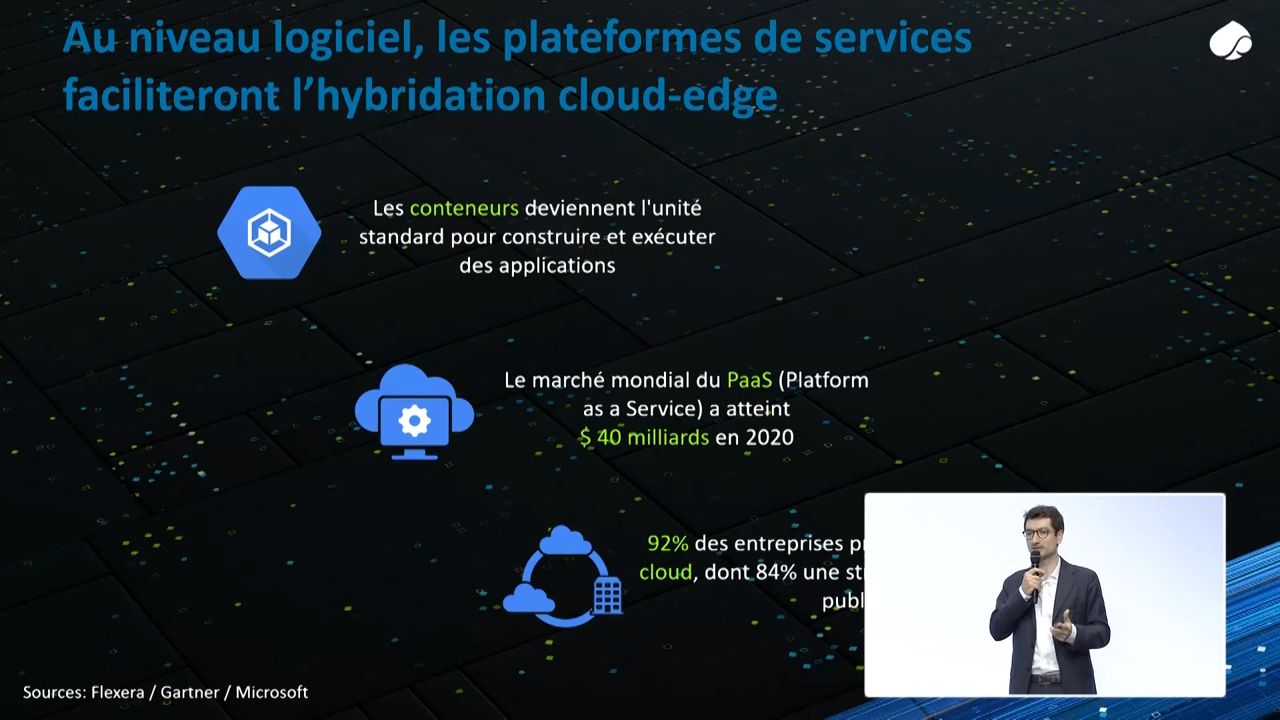 Au niveau logiciel, les plateformes de services
faciliteront l’hybridation cloud-edge
Les conteneurs deviennent l'unité
standard pour construire et exécuter
des applications
Le marché mondial du PaaS (Platform
as a Service) a atteint
$ 40 milliards en 2020
92% des entreprises
cloud, dont 84% une
Sources: Flexera / Gartner / Microsoft